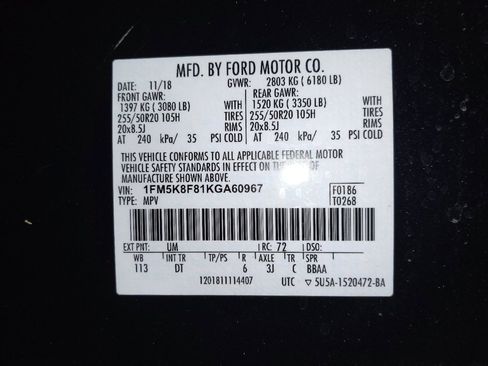 MFD. BY FORD MOTOR CO.
DATE: 11/18 GVWR: 2803 KG ( 6180 LB)
FRONT GAWR: REAR GAWR:
1397 KG ( 3080 LB) WITH 1520 KG ( 3350 LB) WITH
255/50R20 105H TIRES 255/50R20 105H TIRES
20x8.5J RIMS 20x8.5J RIMS
AT 240 kPa/ 35 PSI COLD AT 240 kPa/ 35 PSI COLD
THIS VEHICLE CONFORMS TO ALL APPLICABLE FEDERAL MOTOR
VEHICLE SAFETY STANDARDS IN EFFECT ON THE DATE OF
MANUFACTURE SHOWN ABOVE.
VIN: 1FM5K8F81KGA60967 F0186
TYPE: MPV T0268
EXT PNT: UM RC: 72 DSO:
WB INT TR TP/PS R AXLE TR SPR
113 DT 6 3J C BBAA
1201811114407 UTC ▽ 5U5A-1520472-BA